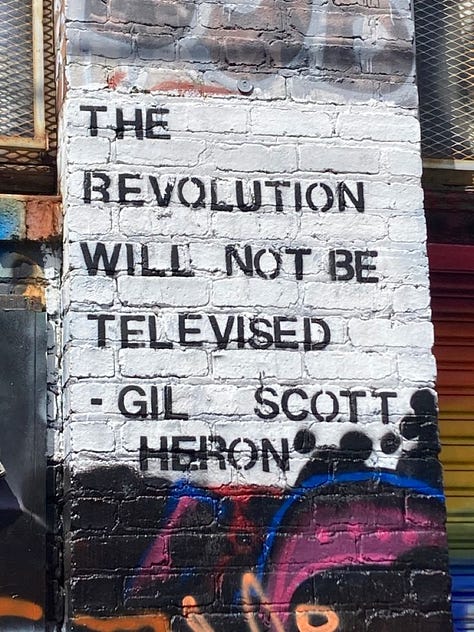 THE
REVOLUTION
WILL NOT BE
TELEVISED
- GIL SCOTT
HERON